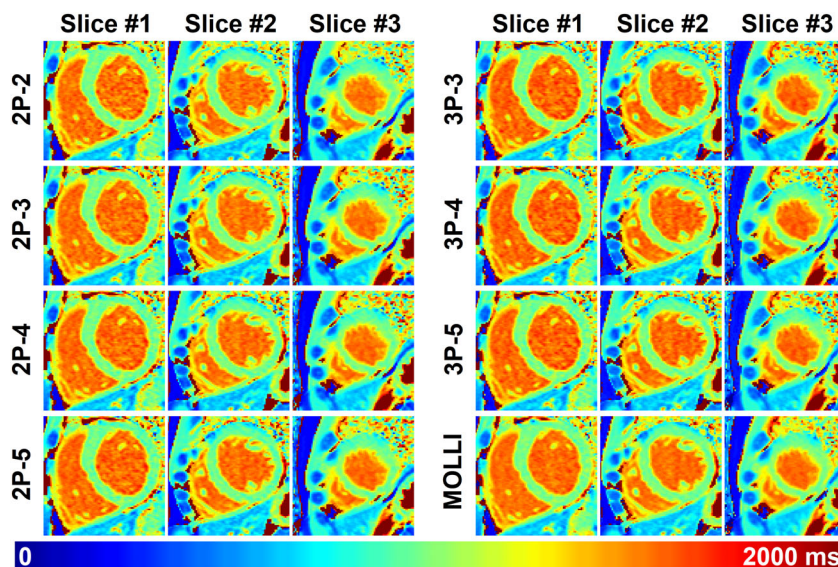 Slice #1 Slice #2 Slice #3 Slice #1 Slice #2 Slice #3
2P-2 3P-3
2P-3 3P-4
2P-4 3P-5
2P-5 MOLLI
0 2000 ms